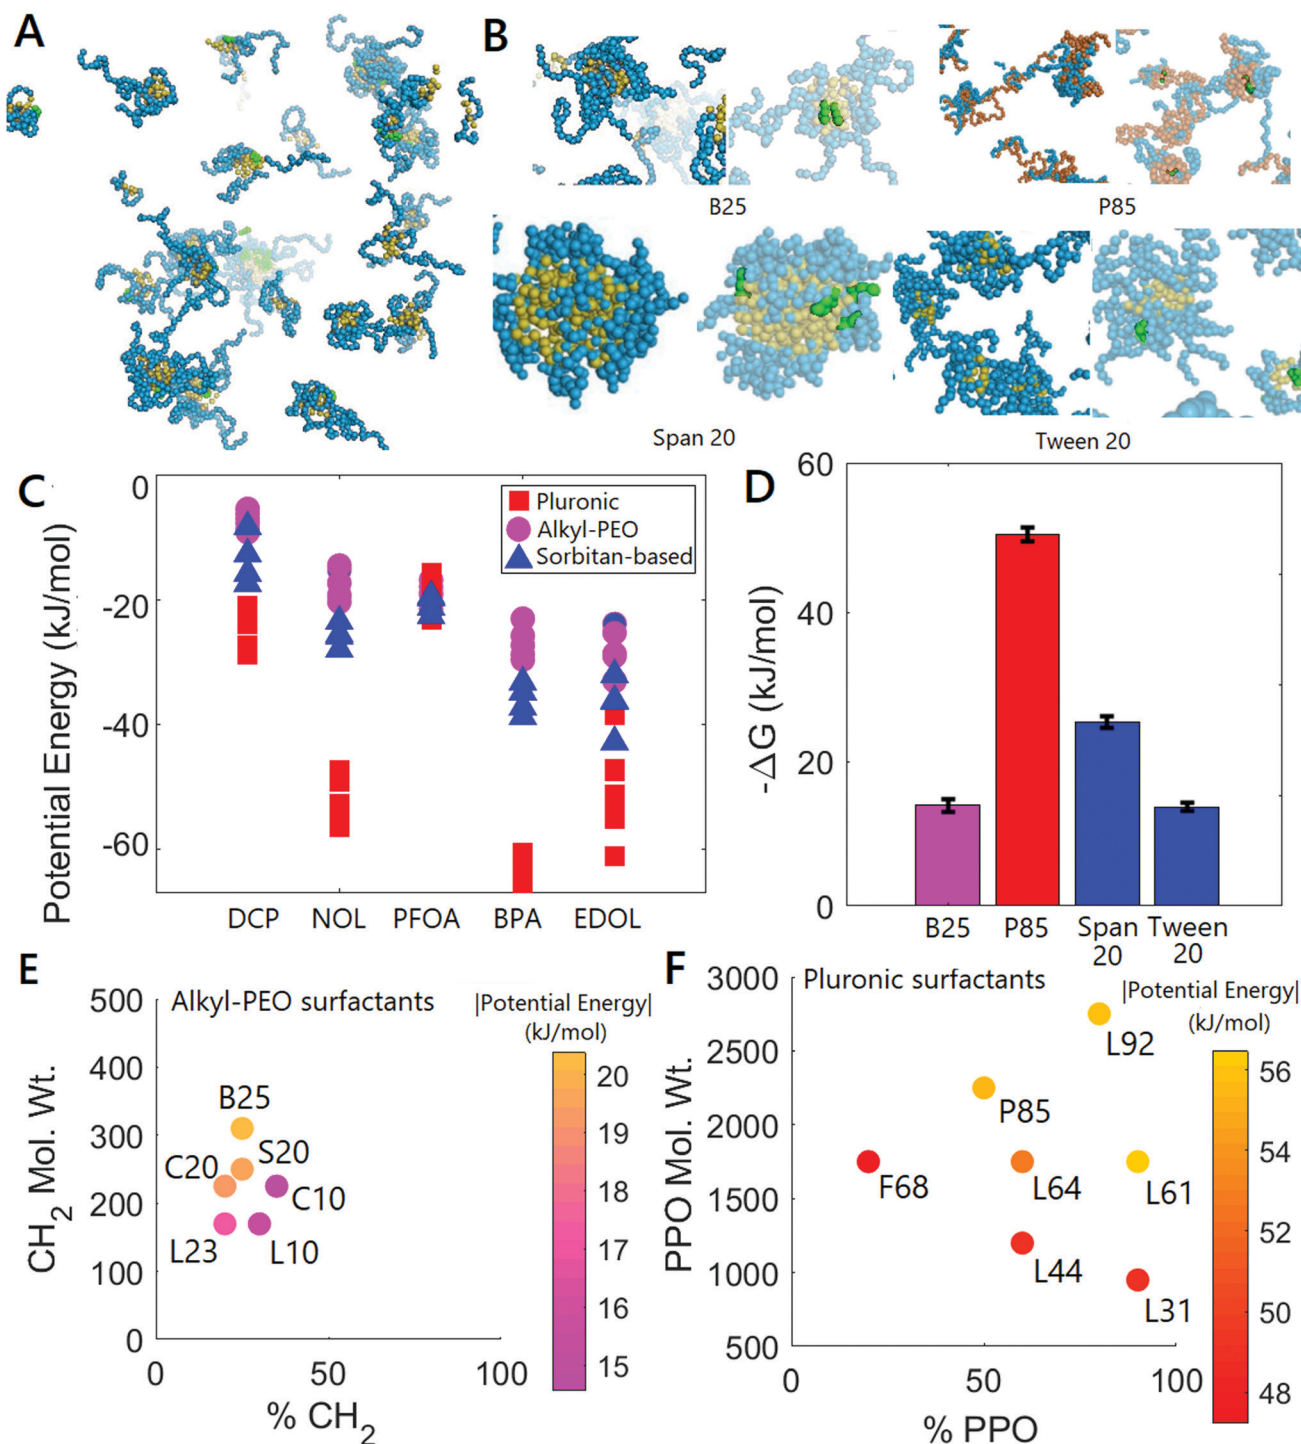 A
B
B25
P85
Span 20
Tween 20
C
Potential Energy (kJ/mol)
0
-20
-40
-60
Pluronic
Alkyl-PEO
Sorbitan-based
DCP
NOL
PFOA
BPA
EDOL
D
-ΔG (kJ/mol)
60
40
20
0
B25
P85
Span
20
Tween
20
E
Alkyl-PEO surfactants
CH2 Mol. Wt.
500
400
300
200
100
0
B25
S20
C20
C10
L23
L10
0
50
100
% CH2
|Potential Energy|
(kJ/mol)
20
19
18
17
16
15
F
Pluronic surfactants
PPO Mol. Wt.
3000
2500
2000
1500
1000
500
L92
P85
F68
L64
L61
L44
L31
0
50
100
% PPO
|Potential Energy|
(kJ/mol)
56
54
52
50
48